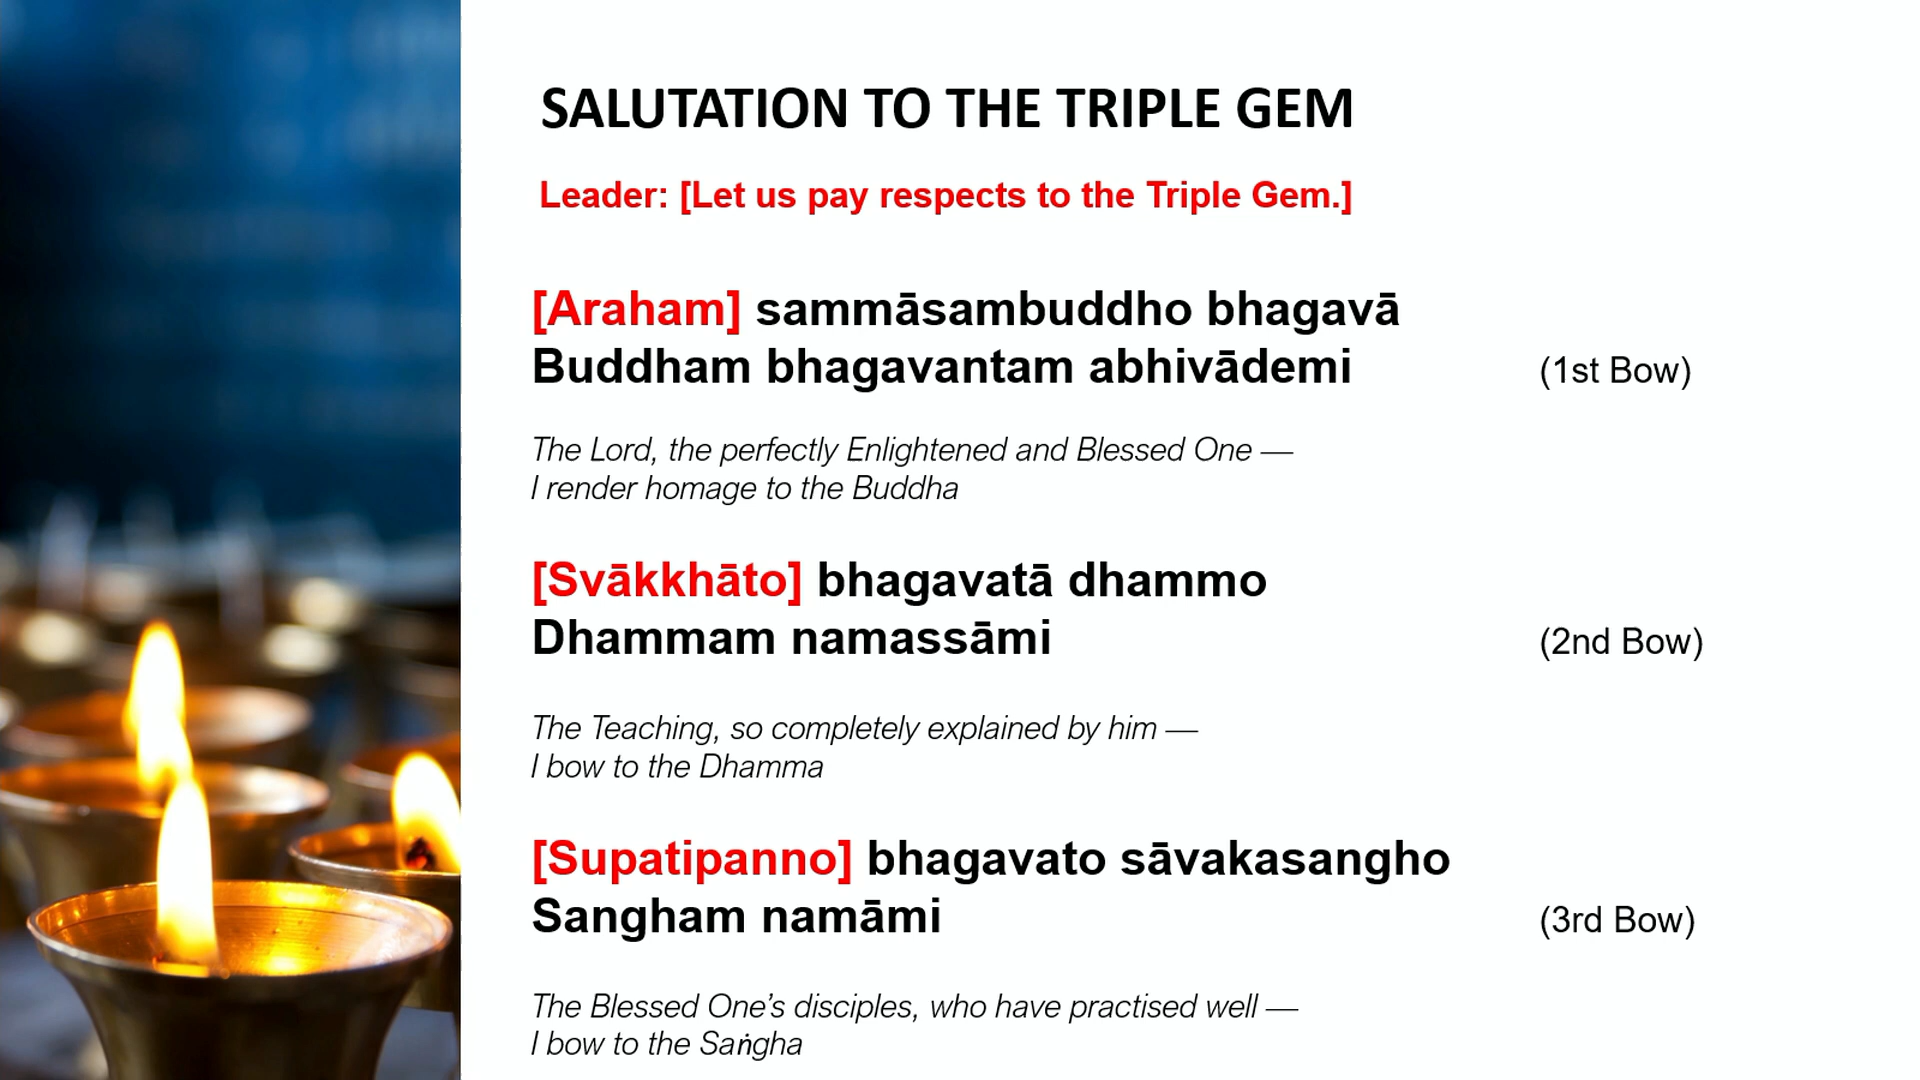 SALUTATION TO THE TRIPLE GEM
Leader: [Let us pay respects to the Triple Gem.]
[Araham] sammāsambuddho bhagavā
Buddham bhagavantam abhivādemi (1st Bow)
The Lord, the perfectly Enlightened and Blessed One —
I render homage to the Buddha
[Svākkhāto] bhagavatā dhammo
Dhammam namassāmi (2nd Bow)
The Teaching, so completely explained by him —
I bow to the Dhamma
[Supatipanno] bhagavato sāvakasangho
Sangham namāmi (3rd Bow)
The Blessed One’s disciples, who have practised well —
I bow to the Saṅgha